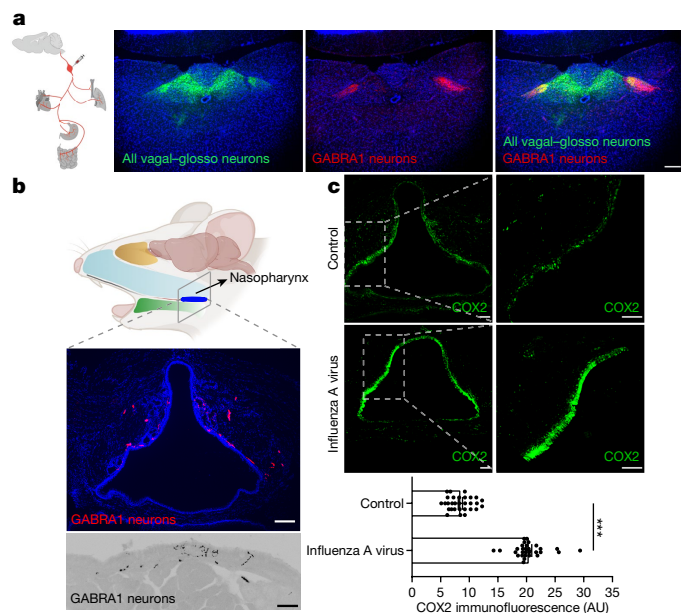 a
All vagal–glosso neurons
GABRA1 neurons
All vagal–glosso neurons
GABRA1 neurons
b
Nasopharynx
GABRA1 neurons
GABRA1 neurons
c
Control
COX2
COX2
Influenza A virus
COX2
COX2
Control
Influenza A virus
***
0 5 10 15 20 25 30 35
COX2 immunofluorescence (AU)